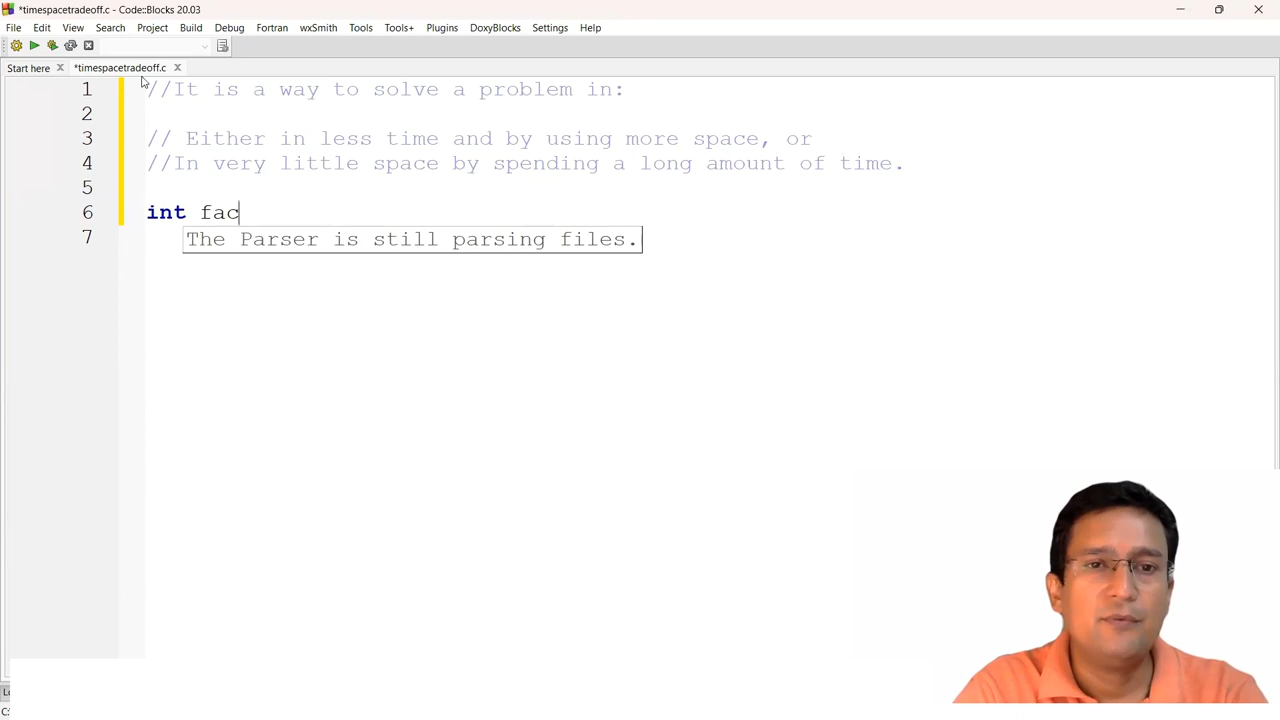 *timespacetradeoff.c - Code::Blocks 20.03
File Edit View Search Project Build Debug Fortran wxSmith Tools Tools+ Plugins DoxyBlocks Settings Help
Start here *timespacetradeoff.c
1 //It is a way to solve a problem in:
2
3 // Either in less time and by using more space, or
4 //In very little space by spending a long amount of time.
5
6 int fac
7 The Parser is still parsing files.